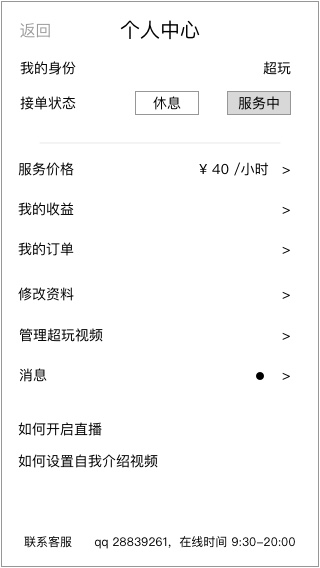 返回 个人中心
我的身份 超玩
接单状态 休息 服务中
服务价格 ¥ 40 /小时 >
我的收益 >
我的订单 >
修改资料 >
管理超玩视频 >
消息 ● >
如何开启直播
如何设置自我介绍视频
联系客服 qq 28839261，在线时间 9:30-20:00